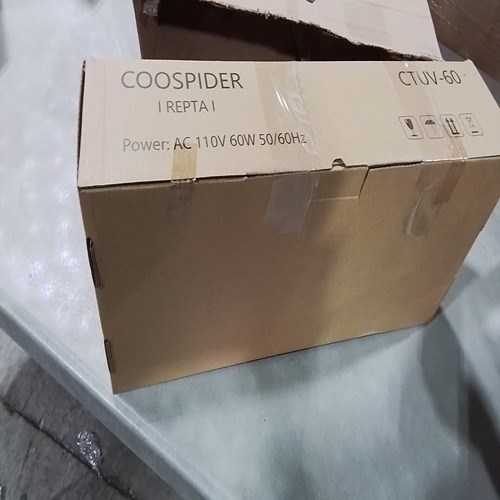 COOSPIDER
CTUV-60
| REPTA |
Power: AC 110V 60W 50/60Hz